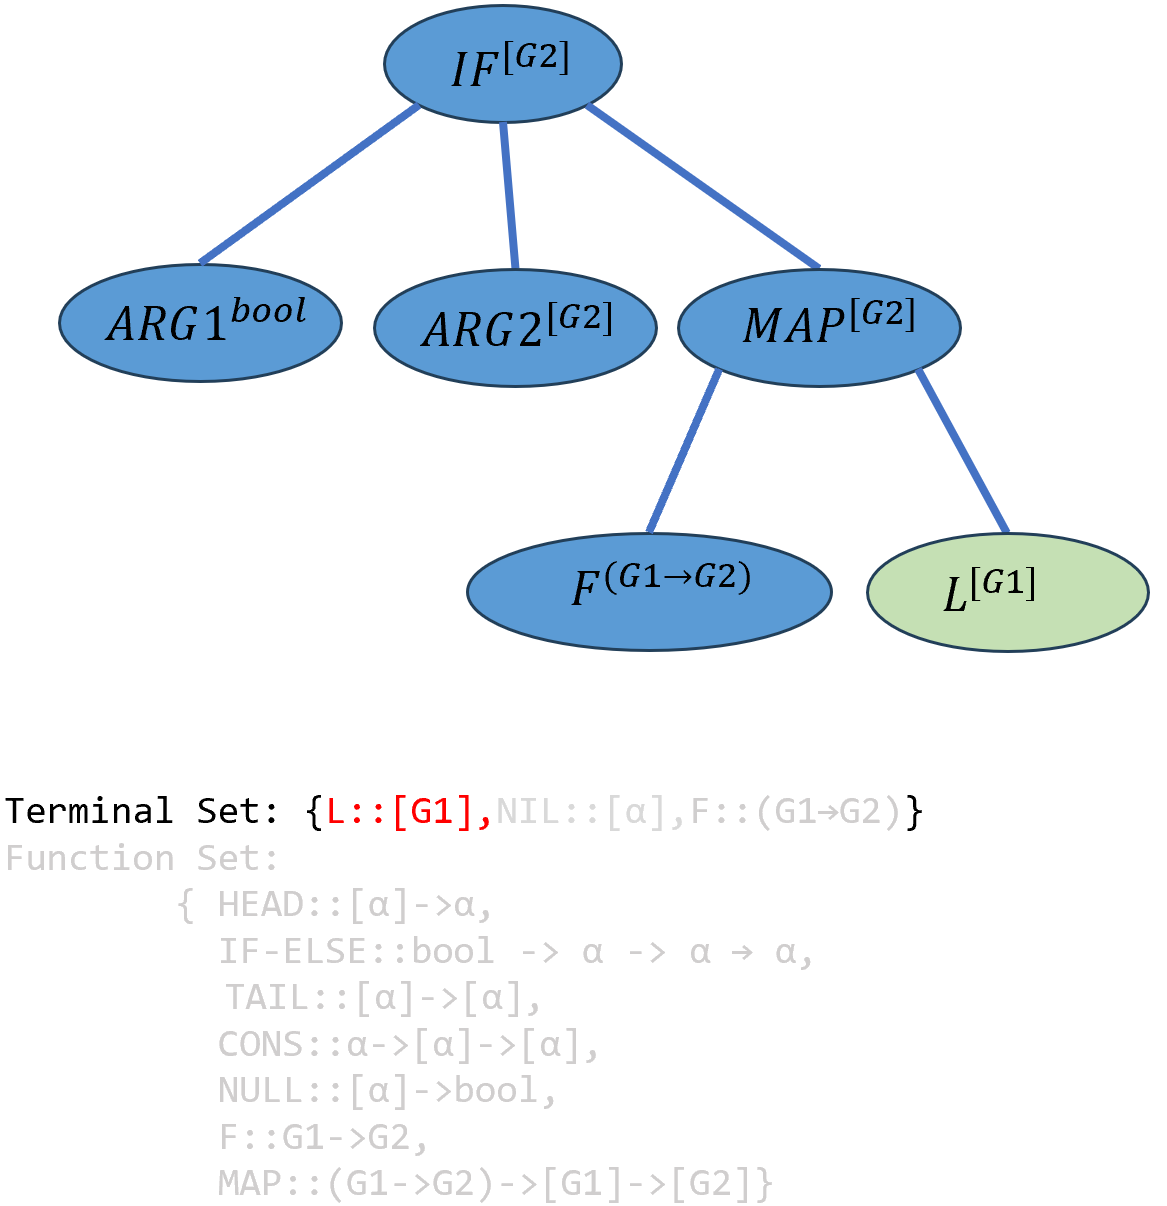 IF^[G2]
ARG1^bool ARG2^[G2] MAP^[G2]
F^(G1→G2) L^[G1]
Terminal Set: {L::[G1],NIL::[α],F::(G1→G2)}
Function Set:
{ HEAD::[α]->α,
IF-ELSE::bool -> α -> α → α,
TAIL::[α]->[α],
CONS::α->[α]->[α],
NULL::[α]->bool,
F::G1->G2,
MAP::(G1->G2)->[G1]->[G2]}